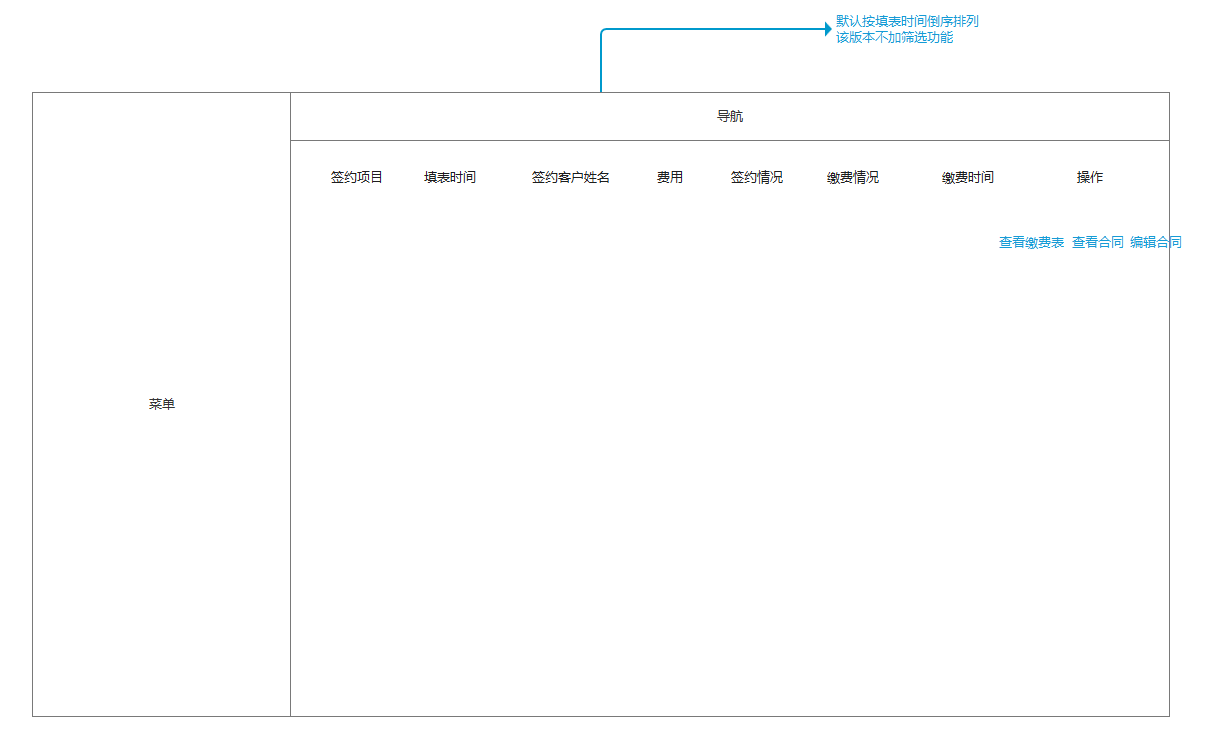 默认按填表时间倒序排列
该版本不加筛选功能
导航
签约项目 填表时间 签约客户姓名 费用 签约情况 缴费情况 缴费时间 操作
查看缴费表 查看合同 编辑合同
菜单